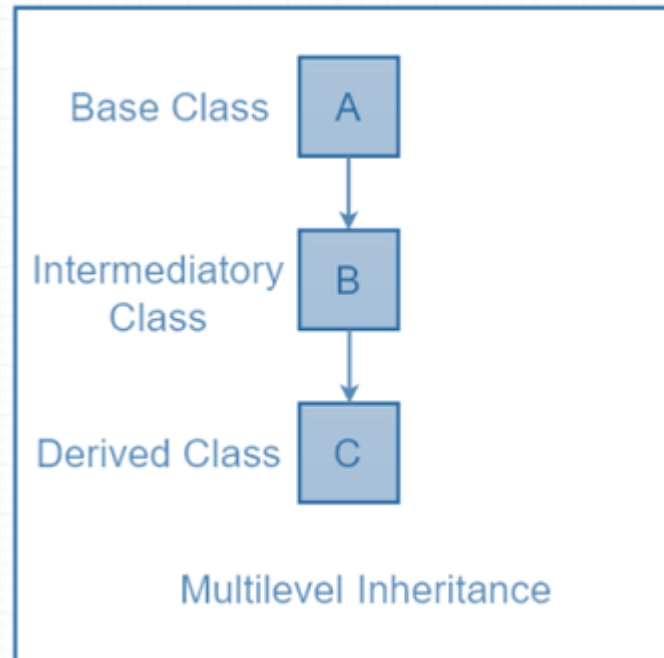 Base Class
A
Intermediatory
Class
B
Derived Class
C
Multilevel Inheritance